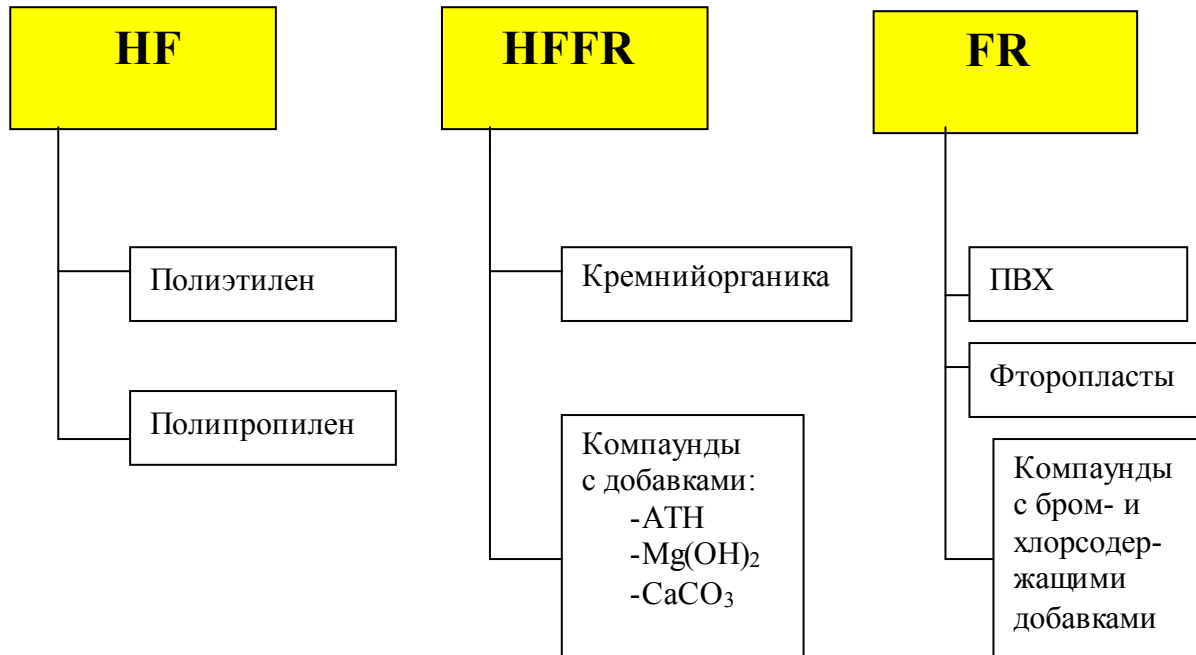 HF
Полиэтилен
Полипропилен
HFFR
Кремнийорганика
Компаунды
с добавками:
-АТН
-Mg(OH)₂
-CaCO₃
FR
ПВХ
Фторопласты
Компаунды
с бром- и
хлорсодер-
жащими
добавками